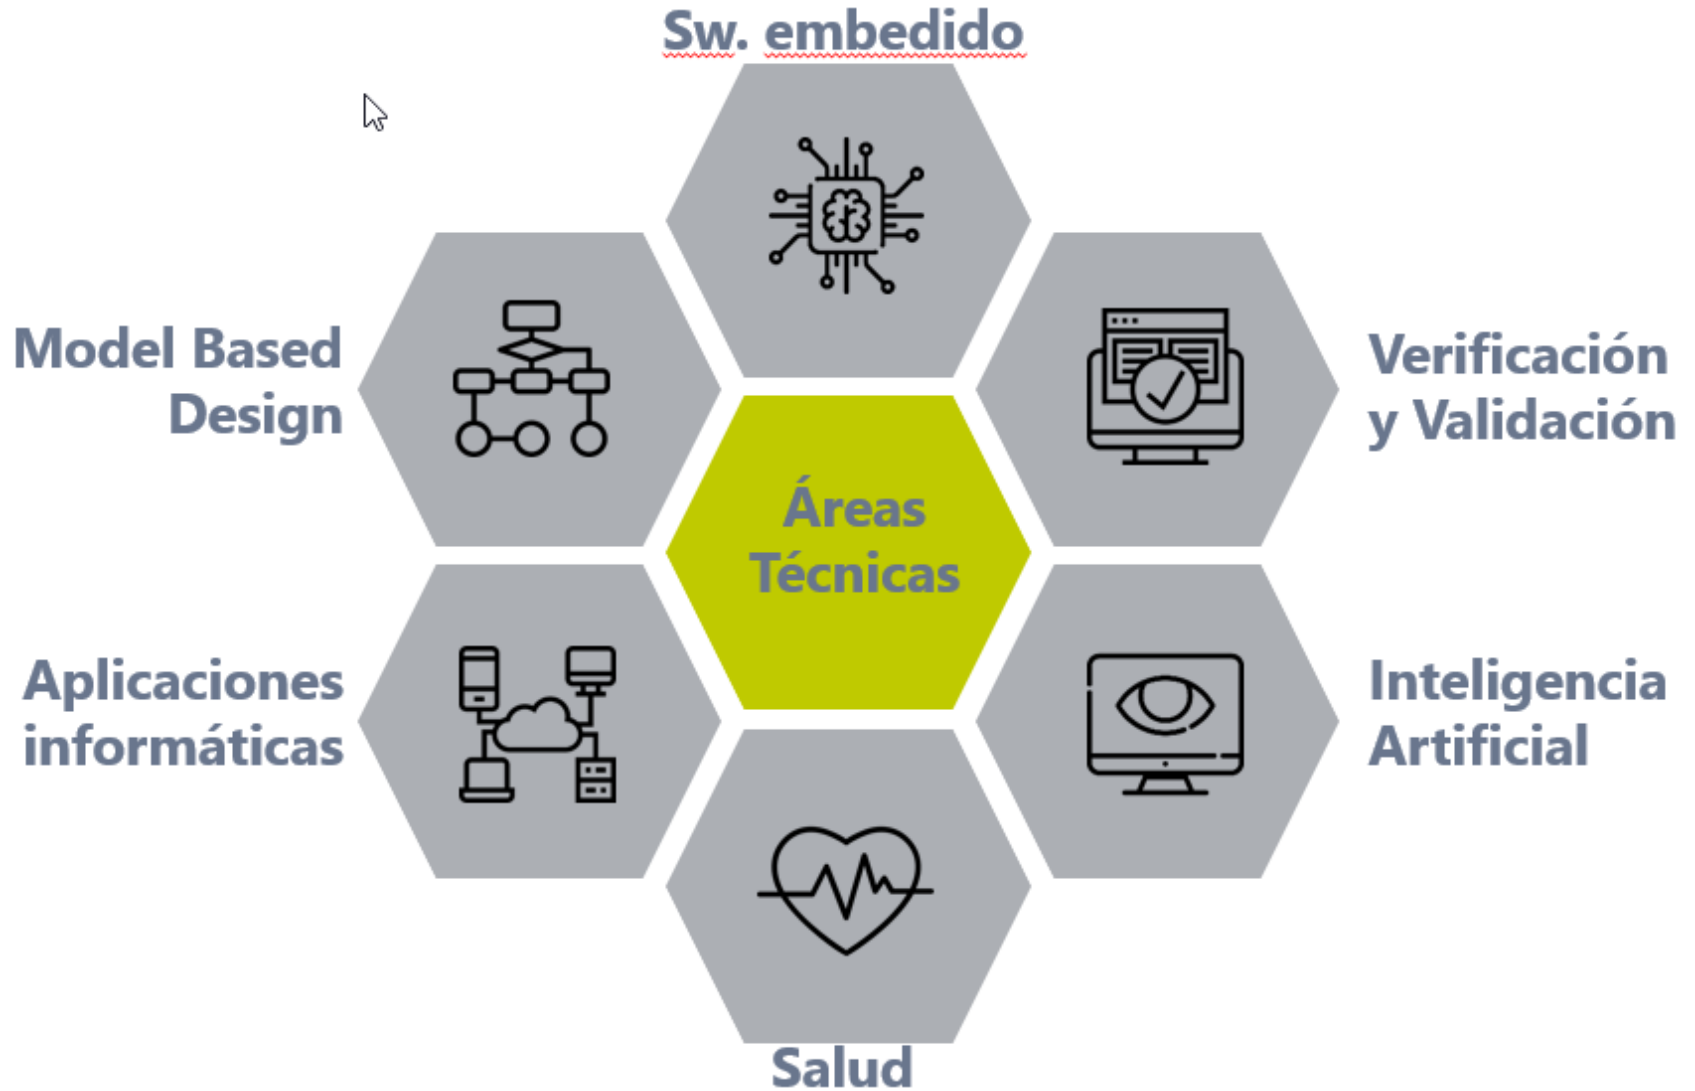 Sw. embedido
Model Based
Design
Verificación
y Validación
Áreas
Técnicas
Aplicaciones
informáticas
Inteligencia
Artificial
Salud